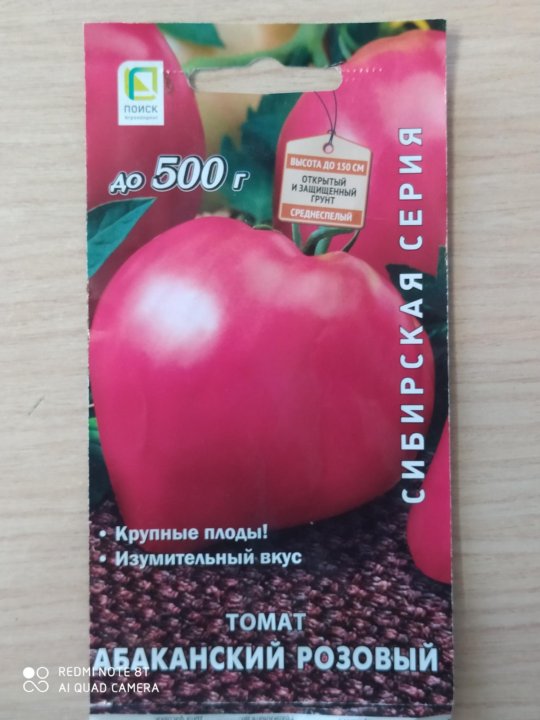 ПОИСК
агрохолдинг
до 500 г
ВЫСОТА ДО 150 СМ
ОТКРЫТЫЙ
И ЗАЩИЩЕННЫЙ
ГРУНТ
СРЕДНЕСПЕЛЫЙ
СИБИРСКАЯ СЕРИЯ
• Крупные плоды!
• Изумительный вкус
ТОМАТ
АБАКАНСКИЙ РОЗОВЫЙ
REDMI NOTE 8T
AI QUAD CAMERA